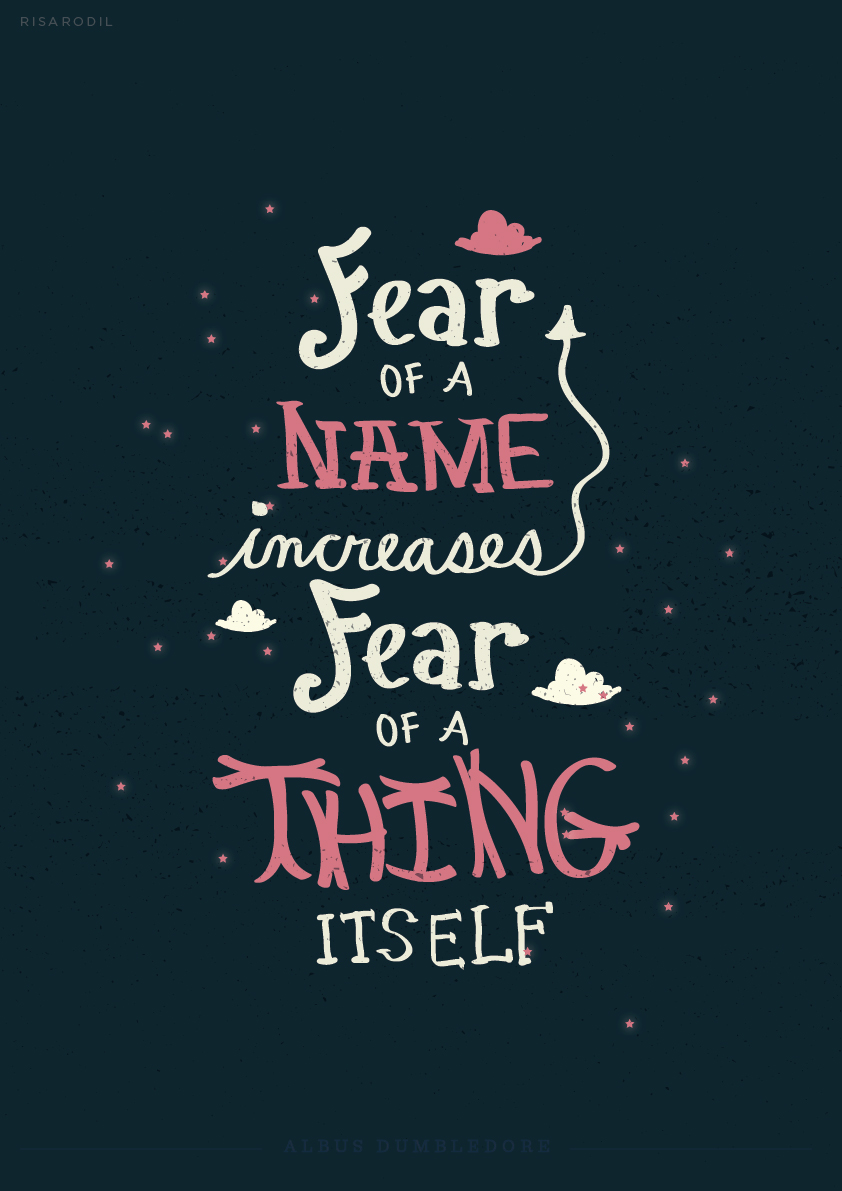 RISARODIL
Fear
OF A
NAME
increases
Fear
OF A
THING
ITSELF
ALBUS DUMBLEDORE